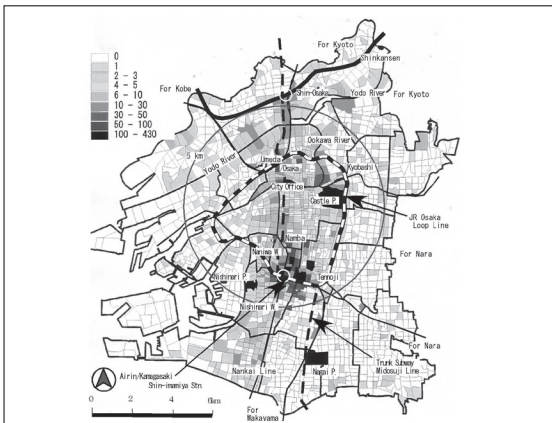 0
1
2 - 3
4 - 5
6 - 10
10 - 30
30 - 50
50 - 100
100 - 430
For Kyoto
Shinkansen
For Kobe
Shin-Osaka
Yodo River
For Kyoto
5 km
Yodo River
Ookawa River
Umeda
Osaka
Kyobashi
City Office
Castle P.
JR Osaka
Loop Line
Namba
Naniwa W.
For Nara
Nishinari P.
Tennoji
Nishinari W.
For Nara
Airin/Kamagasaki
Shin-imamiya Stn.
Nankai Line
Nagai P.
Trunk Subway
Midosuji Line
For
Wakayama
0 2 4 6km